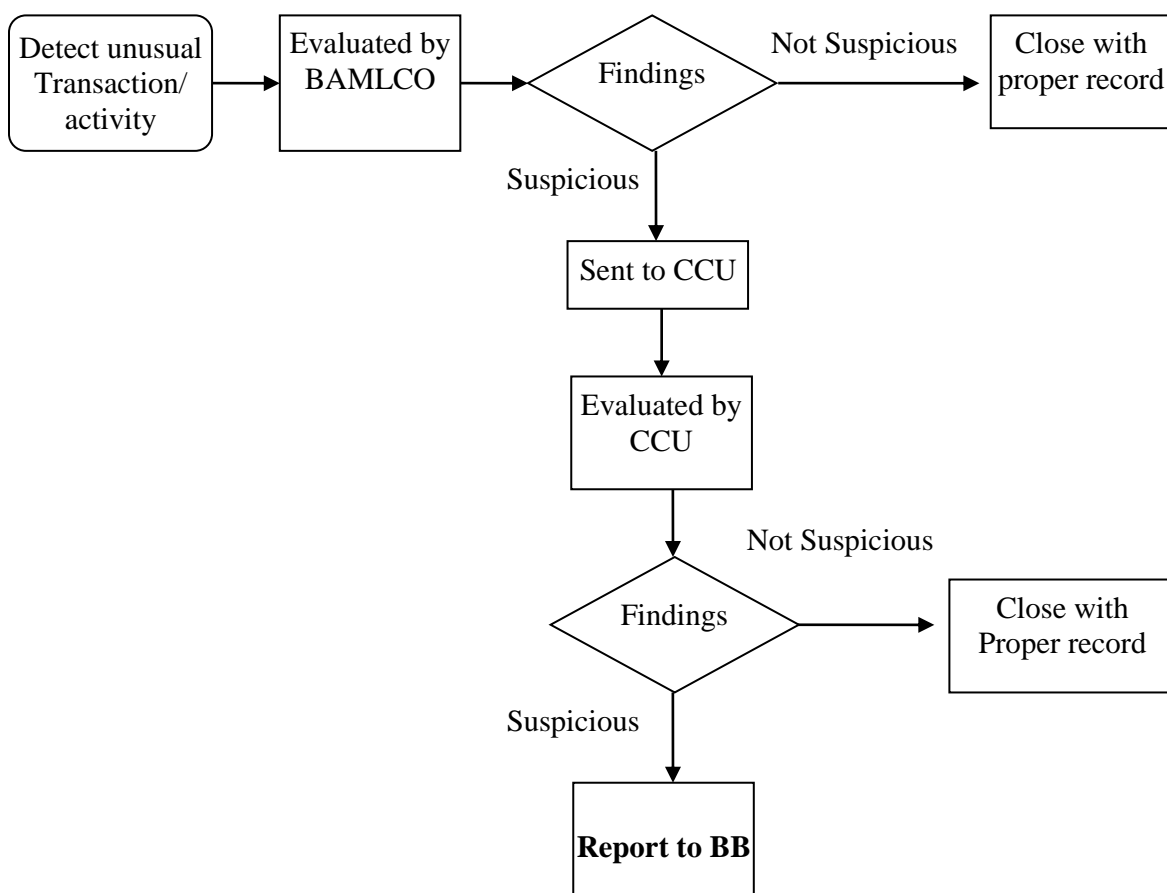 Detect unusual
Transaction/
activity
Evaluated by
BAMLCO
Findings
Not Suspicious
Close with
proper record
Suspicious
Sent to CCU
Evaluated by
CCU
Not Suspicious
Findings
Close with
Proper record
Suspicious
Report to BB